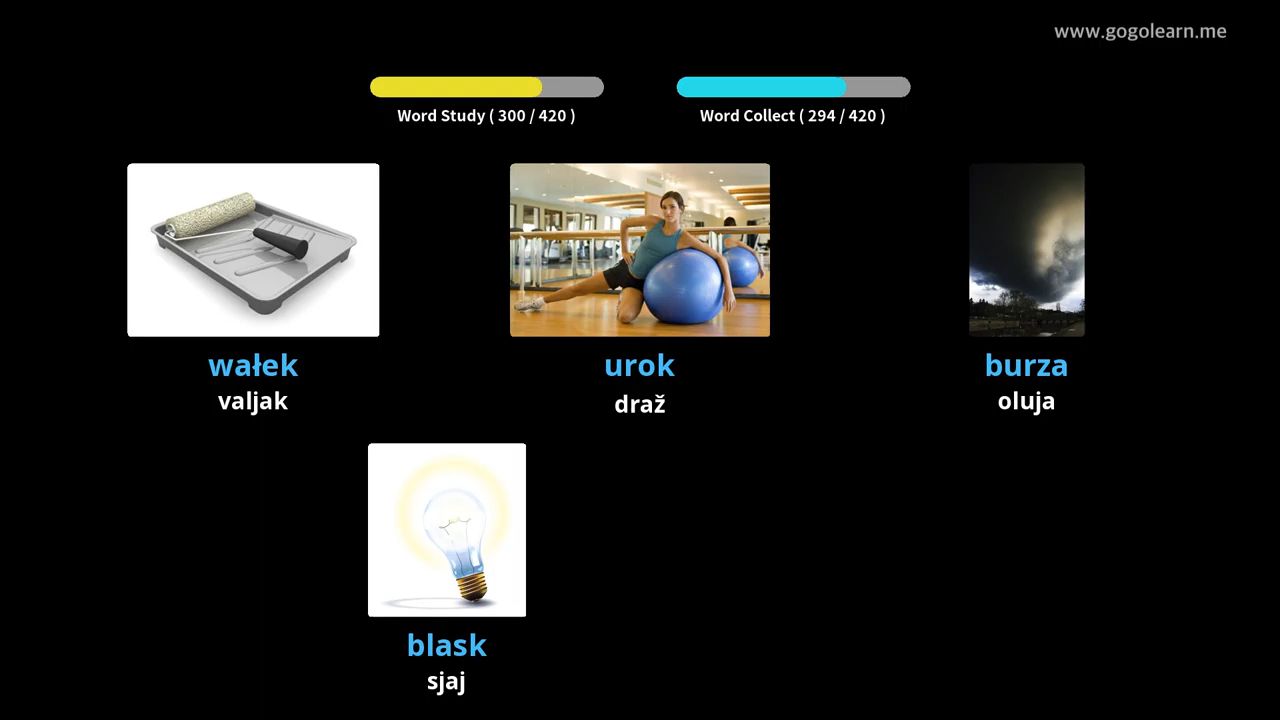 www.gogolearn.me
Word Study ( 300 / 420 )
Word Collect ( 294 / 420 )
wałek
valjak
urok
draž
burza
oluja
blask
sjaj